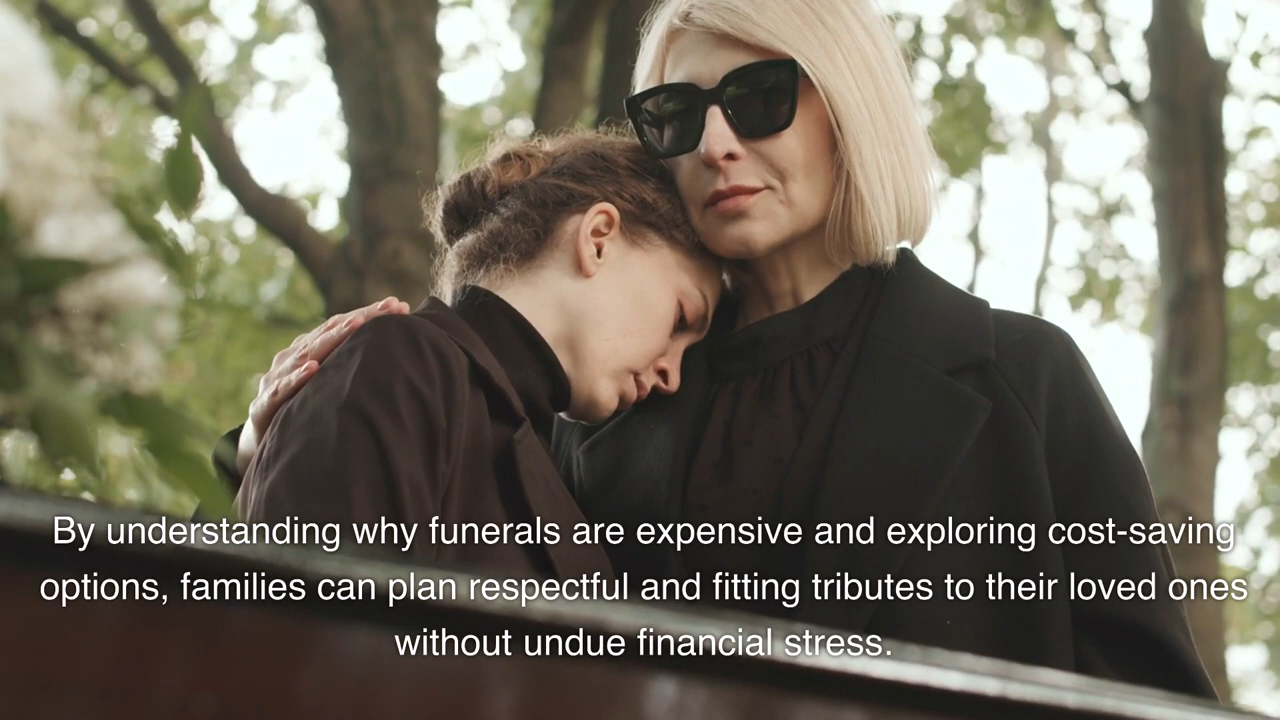 By understanding why funerals are expensive and exploring cost-saving
options, families can plan respectful and fitting tributes to their loved ones
without undue financial stress.